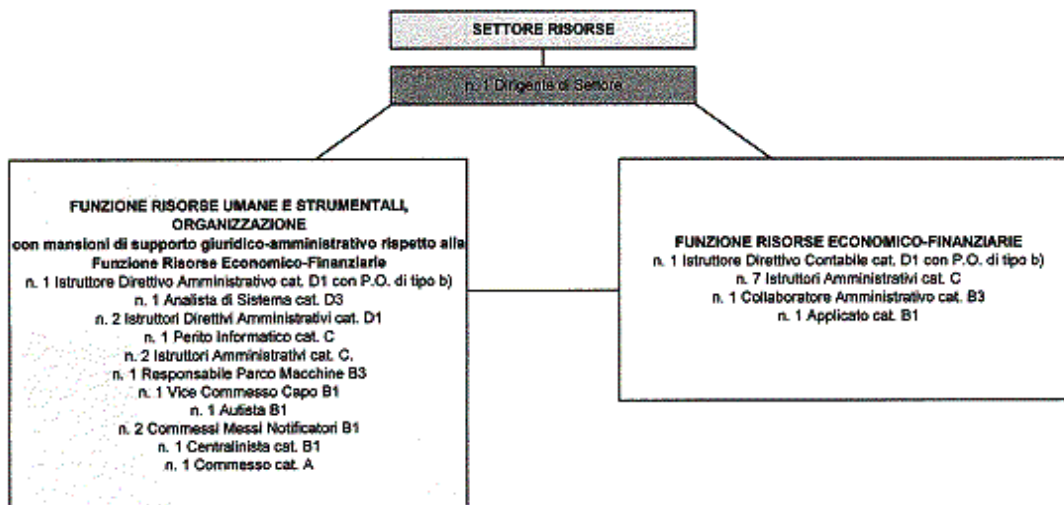 SETTORE RISORSE
n. 1 Dirigente di Settore
FUNZIONE RISORSE UMANE E STRUMENTALI,
ORGANIZZAZIONE
con mansioni di supporto giuridico-amministrativo rispetto alla
Funzione Risorse Economico-Finanziarie
n. 1 Istruttore Direttivo Amministrativo cat. D1 con P.O. di tipo b)
n. 1 Analista di Sistema cat. D3
n. 2 Istruttori Direttivi Amministrativi cat. D1
n. 1 Perito Informatico cat. C
n. 2 Istruttori Amministrativi cat. C.
n. 1 Responsabile Parco Macchine B3
n. 1 Vice Commesso Capo B1
n. 1 Autista B1
n. 2 Commessi Messi Notificatori B1
n. 1 Centralinista cat. B1
n. 1 Commesso cat. A
FUNZIONE RISORSE ECONOMICO-FINANZIARIE
n. 1 Istruttore Direttivo Contabile cat. D1 con P.O. di tipo b)
n. 7 Istruttori Amministrativi cat. C
n. 1 Collaboratore Amministrativo cat. B3
n. 1 Applicato cat. B1